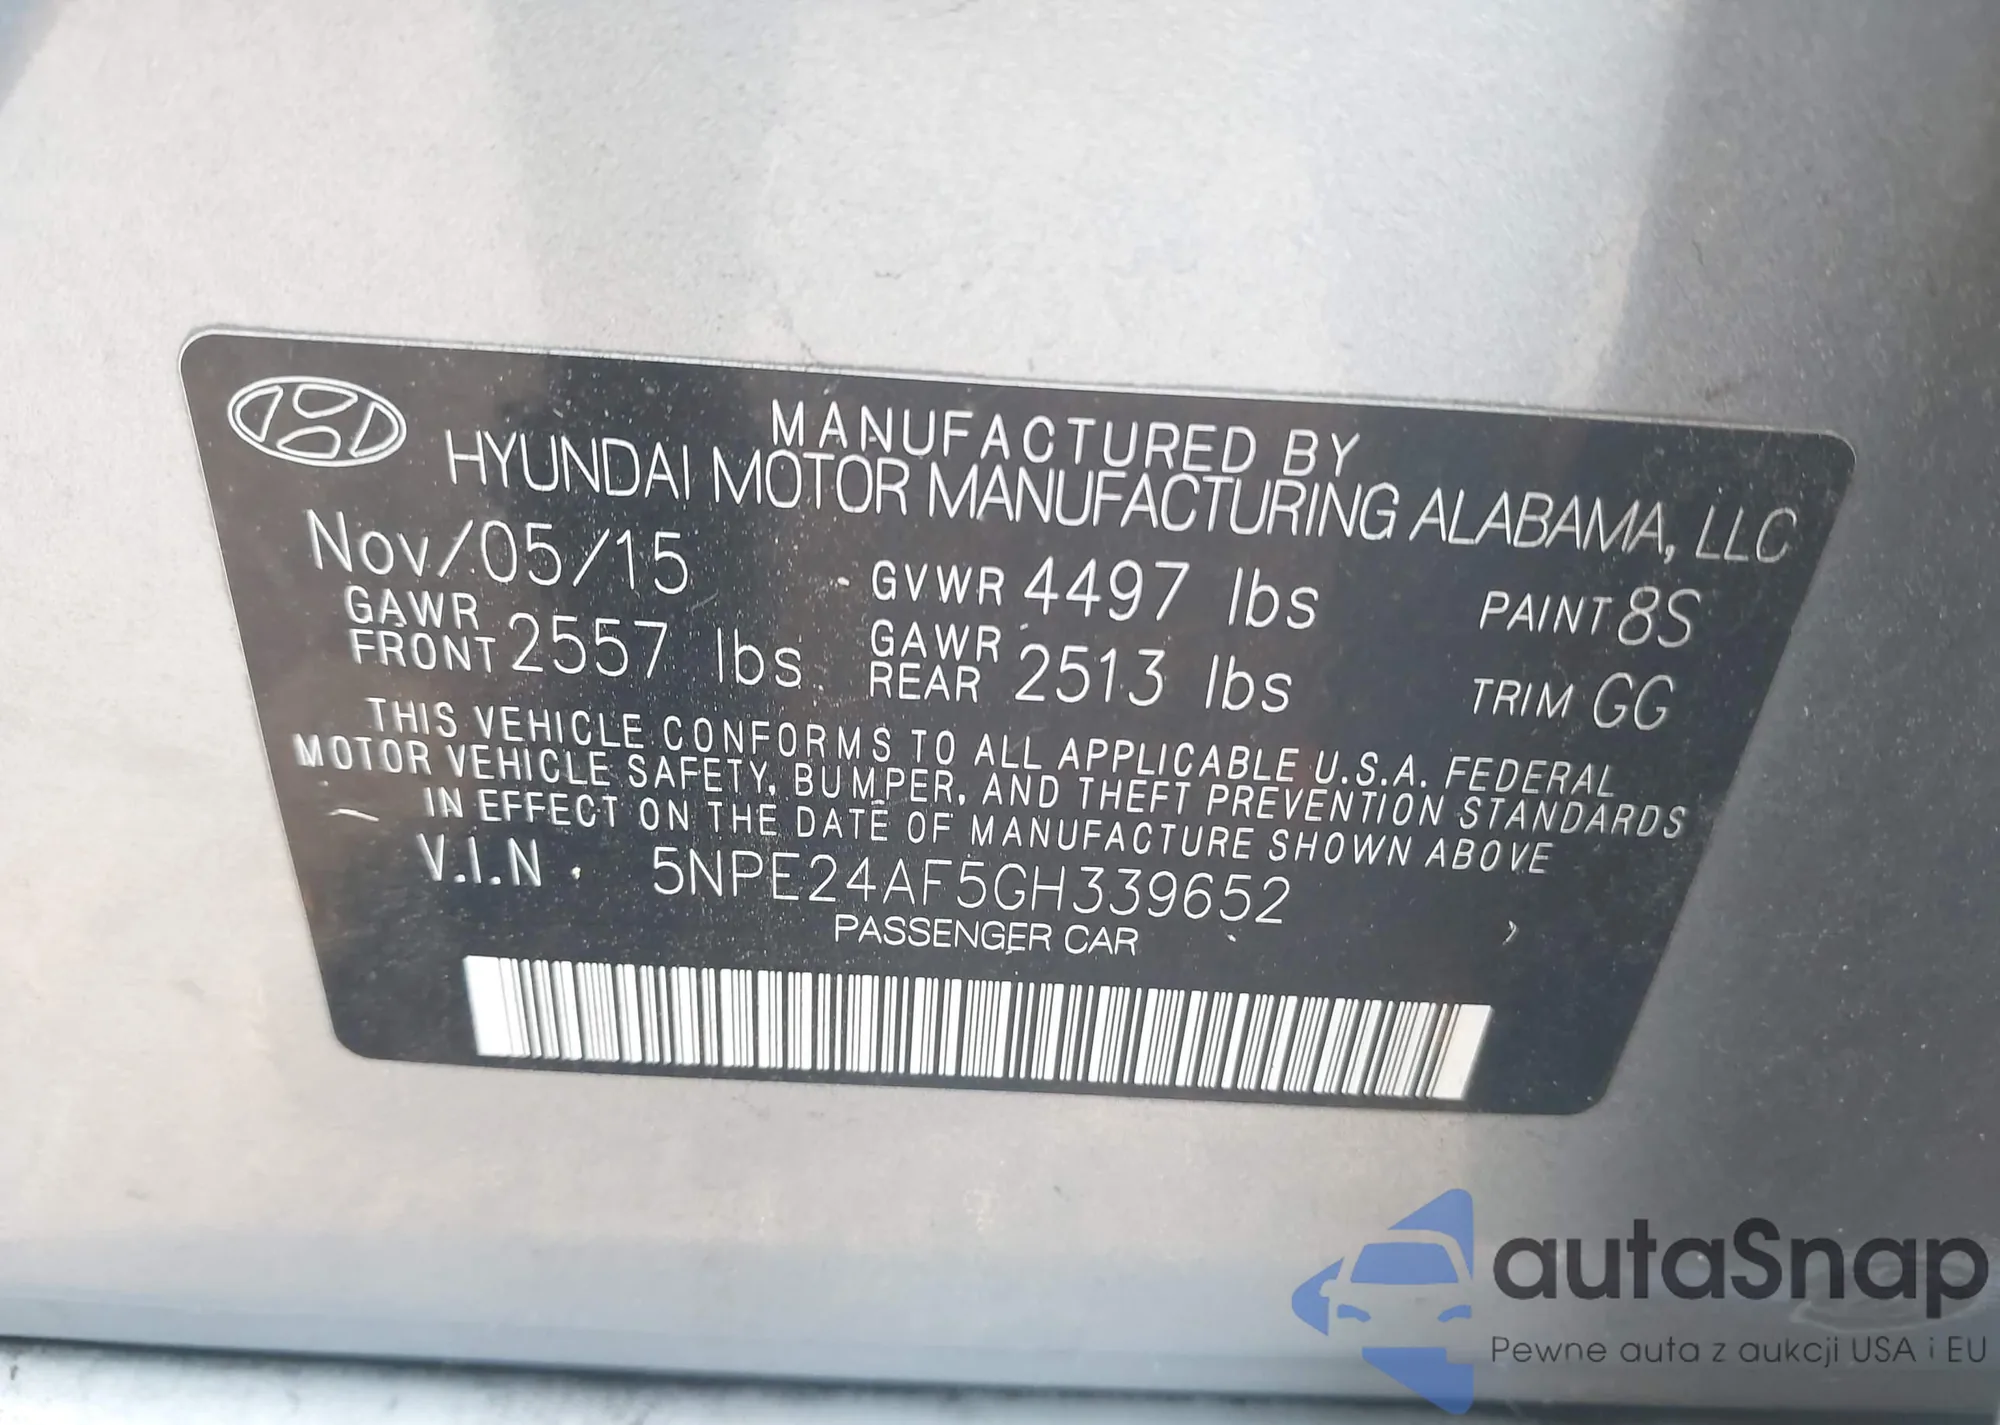 MANUFACTURED BY
HYUNDAI MOTOR MANUFACTURING ALABAMA, LLC
Nov/05/15 GVWR 4497 lbs PAINT 8S
GAWR FRONT 2557 lbs GAWR REAR 2513 lbs TRIM GG
THIS VEHICLE CONFORMS TO ALL APPLICABLE U.S.A. FEDERAL
MOTOR VEHICLE SAFETY, BUMPER, AND THEFT PREVENTION STANDARDS
IN EFFECT ON THE DATE OF MANUFACTURE SHOWN ABOVE
V.I.N 5NPE24AF5GH339652
PASSENGER CAR
autaSnap
Pewne auta z aukcji USA i EU